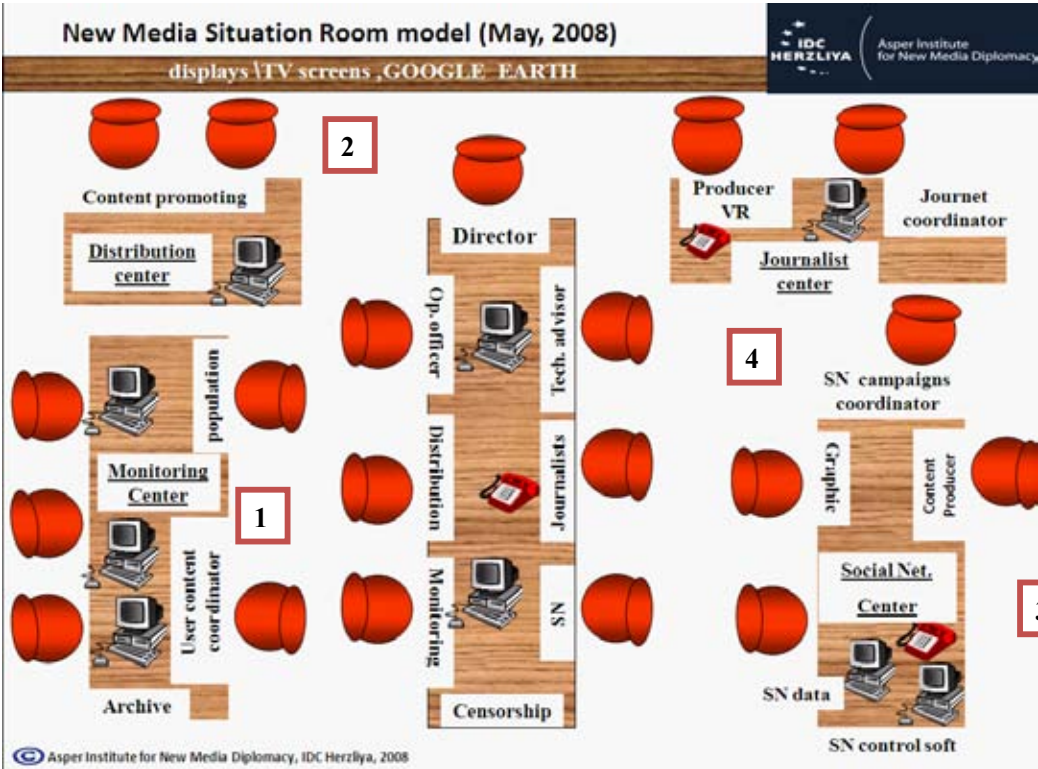 New Media Situation Room model (May, 2008)
IDC
HERZLIYA
Asper Institute
for New Media Diplomacy
displays \TV screens ,GOOGLE EARTH
2
Content promoting
Distribution
center
Director
Op. officer
Tech. advisor
Distribution
Journalists
Monitoring
SN
Censorship
Producer
VR
Journet
coordinator
Journalist
center
4
SN campaigns
coordinator
Graphic
Content
Producer
Social Net.
Center
SN data
SN control soft
population
Monitoring
Center
1
User content
coordinator
Archive
© Asper Institute for New Media Diplomacy, IDC Herzliya, 2008